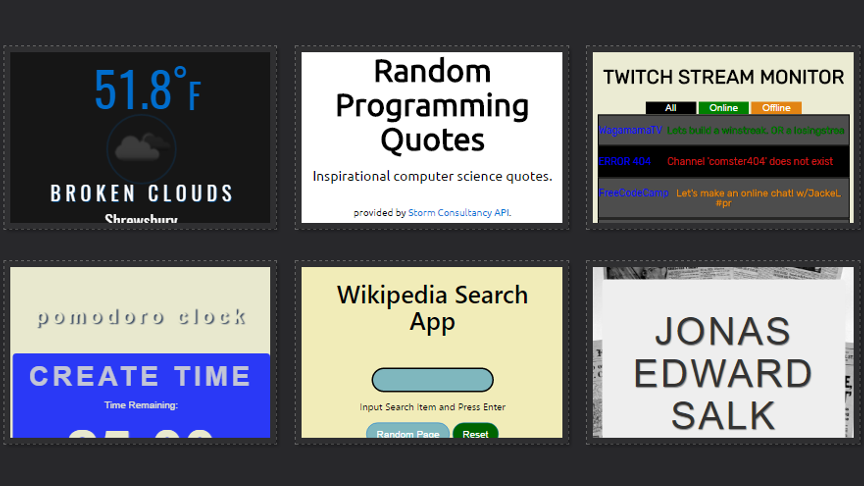 51.8°F
BROKEN CLOUDS
Shrewsbury
Random
Programming
Quotes
Inspirational computer science quotes.
provided by Storm Consultancy API.
TWITCH STREAM MONITOR
All Online Offline
WagamamaTV Lets build a winstreak. OR a losingstrea
ERROR 404 Channel 'comster404' does not exist
FreeCodeCamp Let's make an online chat! w/JackeL
#pr
pomodoro clock
CREATE TIME
Time Remaining:
Wikipedia Search
App
Input Search Item and Press Enter
Random Page Reset
JONAS
EDWARD
SALK